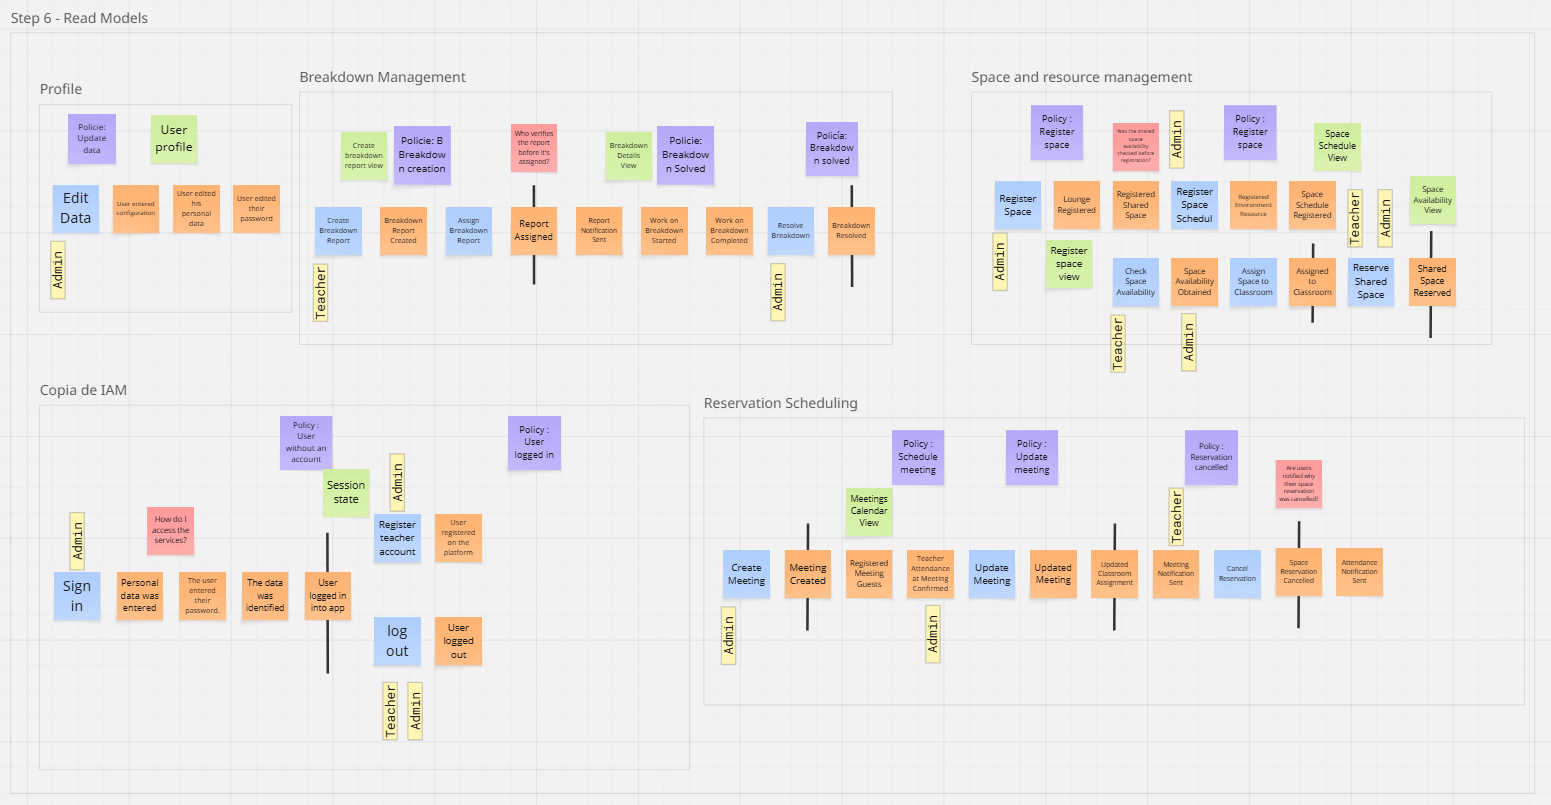 Step 6 - Read Models
Profile
Policie:
Update
data
User
profile
Edit
Data
User entered
configuration
User edited
his
personal
data
User edited
their
password
Admin
Breakdown Management
Create
breakdown
report view
Policie: B
Breakdow
n creation
Who verifies
the report
before it's
assigned?
Breakdown
Details
View
Policie:
Breakdow
n Solved
Policía:
Breakdow
n solved
Create
Breakdown
Report
Breakdown
Report
Created
Assign
Breakdown
Report
Report
Assigned
Report
Notification
Sent
Work on
Breakdown
Started
Work on
Breakdown
Completed
Resolve
Breakdown
Breakdown
Resolved
Teacher
Admin
Space and resource management
Policy :
Register
space
Was the shared
space
availability
checked before
registration?
Admin
Policy :
Register
space
Space
Schedule
View
Register
Space
Lounge
Registered
Registered
Shared
Space
Register
Space
Schedul
Registered
Environment
Resource
Space
Schedule
Registered
Teacher
Admin
Space
Availability
View
Admin
Register
space
view
Check
Space
Availability
Space
Availability
Obtained
Assign
Space to
Classroom
Assigned
to
Classroom
Reserve
Shared
Space
Shared
Space
Reserved
Teacher
Admin
Copia de IAM
Policy :
User
without an
account
Policy :
User
logged in
Session
state
Admin
How do I
access the
services?
Admin
Register
teacher
account
User
registered
on the
platform
Sign
in
Personal
data was
entered
The user
entered
their
password.
The data
was
identified
User
logged in
into app
log
out
User
logged
out
Teacher
Admin
Reservation Scheduling
Policy :
Schedule
meeting
Policy :
Update
meeting
Policy :
Reservation
cancelled
Are users
notified why
their space
reservation
was cancelled?
Meetings
Calendar
View
Teacher
Create
Meeting
Meeting
Created
Registered
Meeting
Guests
Teacher
Attendance
at Meeting
Confirmed
Update
Meeting
Updated
Meeting
Updated
Classroom
Assignment
Meeting
Notification
Sent
Cancel
Reservation
Space
Reservation
Cancelled
Attendance
Notification
Sent
Admin
Admin